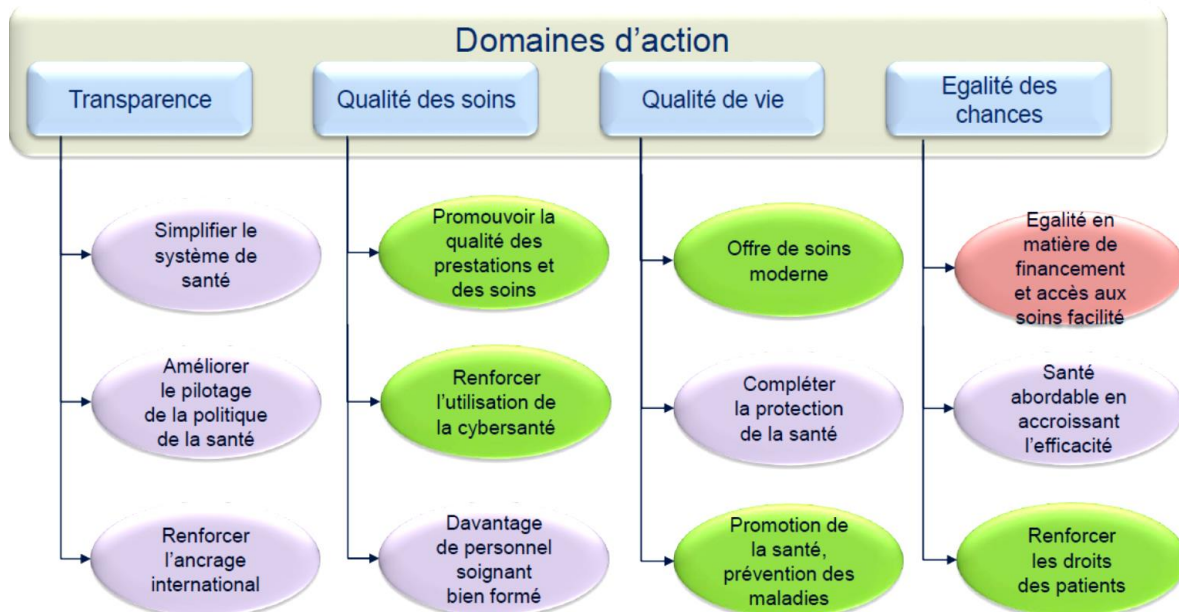 Domaines d’action
Transparence
Qualité des soins
Qualité de vie
Egalité des
chances
Simplifier le
système de
santé
Améliorer
le pilotage
de la politique
de la santé
Renforcer
l’ancrage
international
Promouvoir la
qualité des
prestations et
des soins
Renforcer
l’utilisation de
la cybersanté
Davantage
de personnel
soignant
bien formé
Offre de soins
moderne
Compléter
la protection
de la santé
Promotion de
la santé,
prévention des
maladies
Egalité en
matière de
financement
et accès aux
soins facilité
Santé
abordable en
accroissant
l’efficacité
Renforcer
les droits
des patients